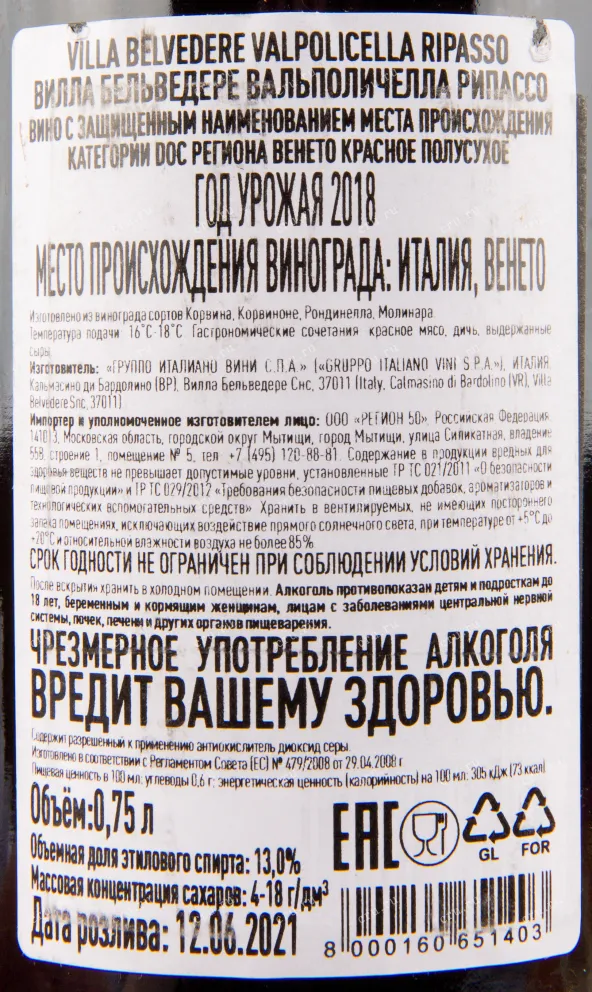 VILLA BELVEDERE VALPOLICELLA RIPASSO
ВИЛЛА БЕЛЬВЕДЕРЕ ВАЛЬПОЛИЧЕЛЛА РИПАССО
ВИНО С ЗАЩИЩЕННЫМ НАИМЕНОВАНИЕМ МЕСТА ПРОИСХОЖДЕНИЯ
КАТЕГОРИИ DOC РЕГИОНА ВЕНЕТО КРАСНОЕ ПОЛУСУХОЕ
ГОД УРОЖАЯ 2018
МЕСТО ПРОИСХОЖДЕНИЯ ВИНОГРАДА: ИТАЛИЯ, ВЕНЕТО
Изготовлено из винограда сортов Корвина, Корвиноне, Рондинелла, Молинара.
Температура подачи 16°C-18°C Гастрономические сочетания красное мясо, дичь, выдержанные
сыры.
Изготовитель: «ГРУППО ИТАЛИАНО ВИНИ С.П.А.» («GRUPPO ITALIANO VINI S.P.A.»), ИТАЛИЯ,
Кальмасино ди Бардолино (ВР), Вилла Бельведере Снс, 37011 (Italy, Calmasino di Bardolino (VR), Villa
Belvedere Snc, 37011)
Импортер и уполномоченное изготовителем лицо: ООО «РЕГИОН 50», Российская Федерация,
141013, Московская область, городской округ Мытищи, город Мытищи, улица Силикатная, владение
55В, строение 1, помещение № 5, тел. +7 (495) 120-88-81. Содержание в продукции вредных для
здоровья веществ не превышает допустимые уровни, установленные ТР ТС 021/2011 «О безопасности
пищевой продукции» и ТР ТС 029/2012 «Требования безопасности пищевых добавок, ароматизаторов и
технологических вспомогательных средств» Хранить в вентилируемых, не имеющих постороннего
запаха помещениях, исключающих воздействие прямого солнечного света, при температуре от +5°C до
+20°C и относительной влажности воздуха не более 85%.
СРОК ГОДНОСТИ НЕ ОГРАНИЧЕН ПРИ СОБЛЮДЕНИИ УСЛОВИЙ ХРАНЕНИЯ.
После вскрытия хранить в холодном помещении. Алкоголь противопоказан детям и подросткам до
18 лет, беременным и кормящим женщинам, лицам с заболеваниями центральной нервной
системы, почек, печени и других органов пищеварения.
ЧРЕЗМЕРНОЕ УПОТРЕБЛЕНИЕ АЛКОГОЛЯ
ВРЕДИТ ВАШЕМУ ЗДОРОВЬЮ.
Содержит разрешенный к применению антиокислитель диоксид серы.
Изготовлено в соответствии с Регламентом Совета (ЕС) № 479/2008 от 29.04.2008 г
Пищевая ценность в 100 мл: углеводы 0,6 г; энергетическая ценность (калорийность) на 100 мл: 305 кДж (73 ккал)
Объём: 0,75 л
Объемная доля этилового спирта: 13,0%
Массовая концентрация сахаров: 4-18 г/дм³
Дата розлива: 12.06.2021
EAC
GL
FOR
8 000160 651403